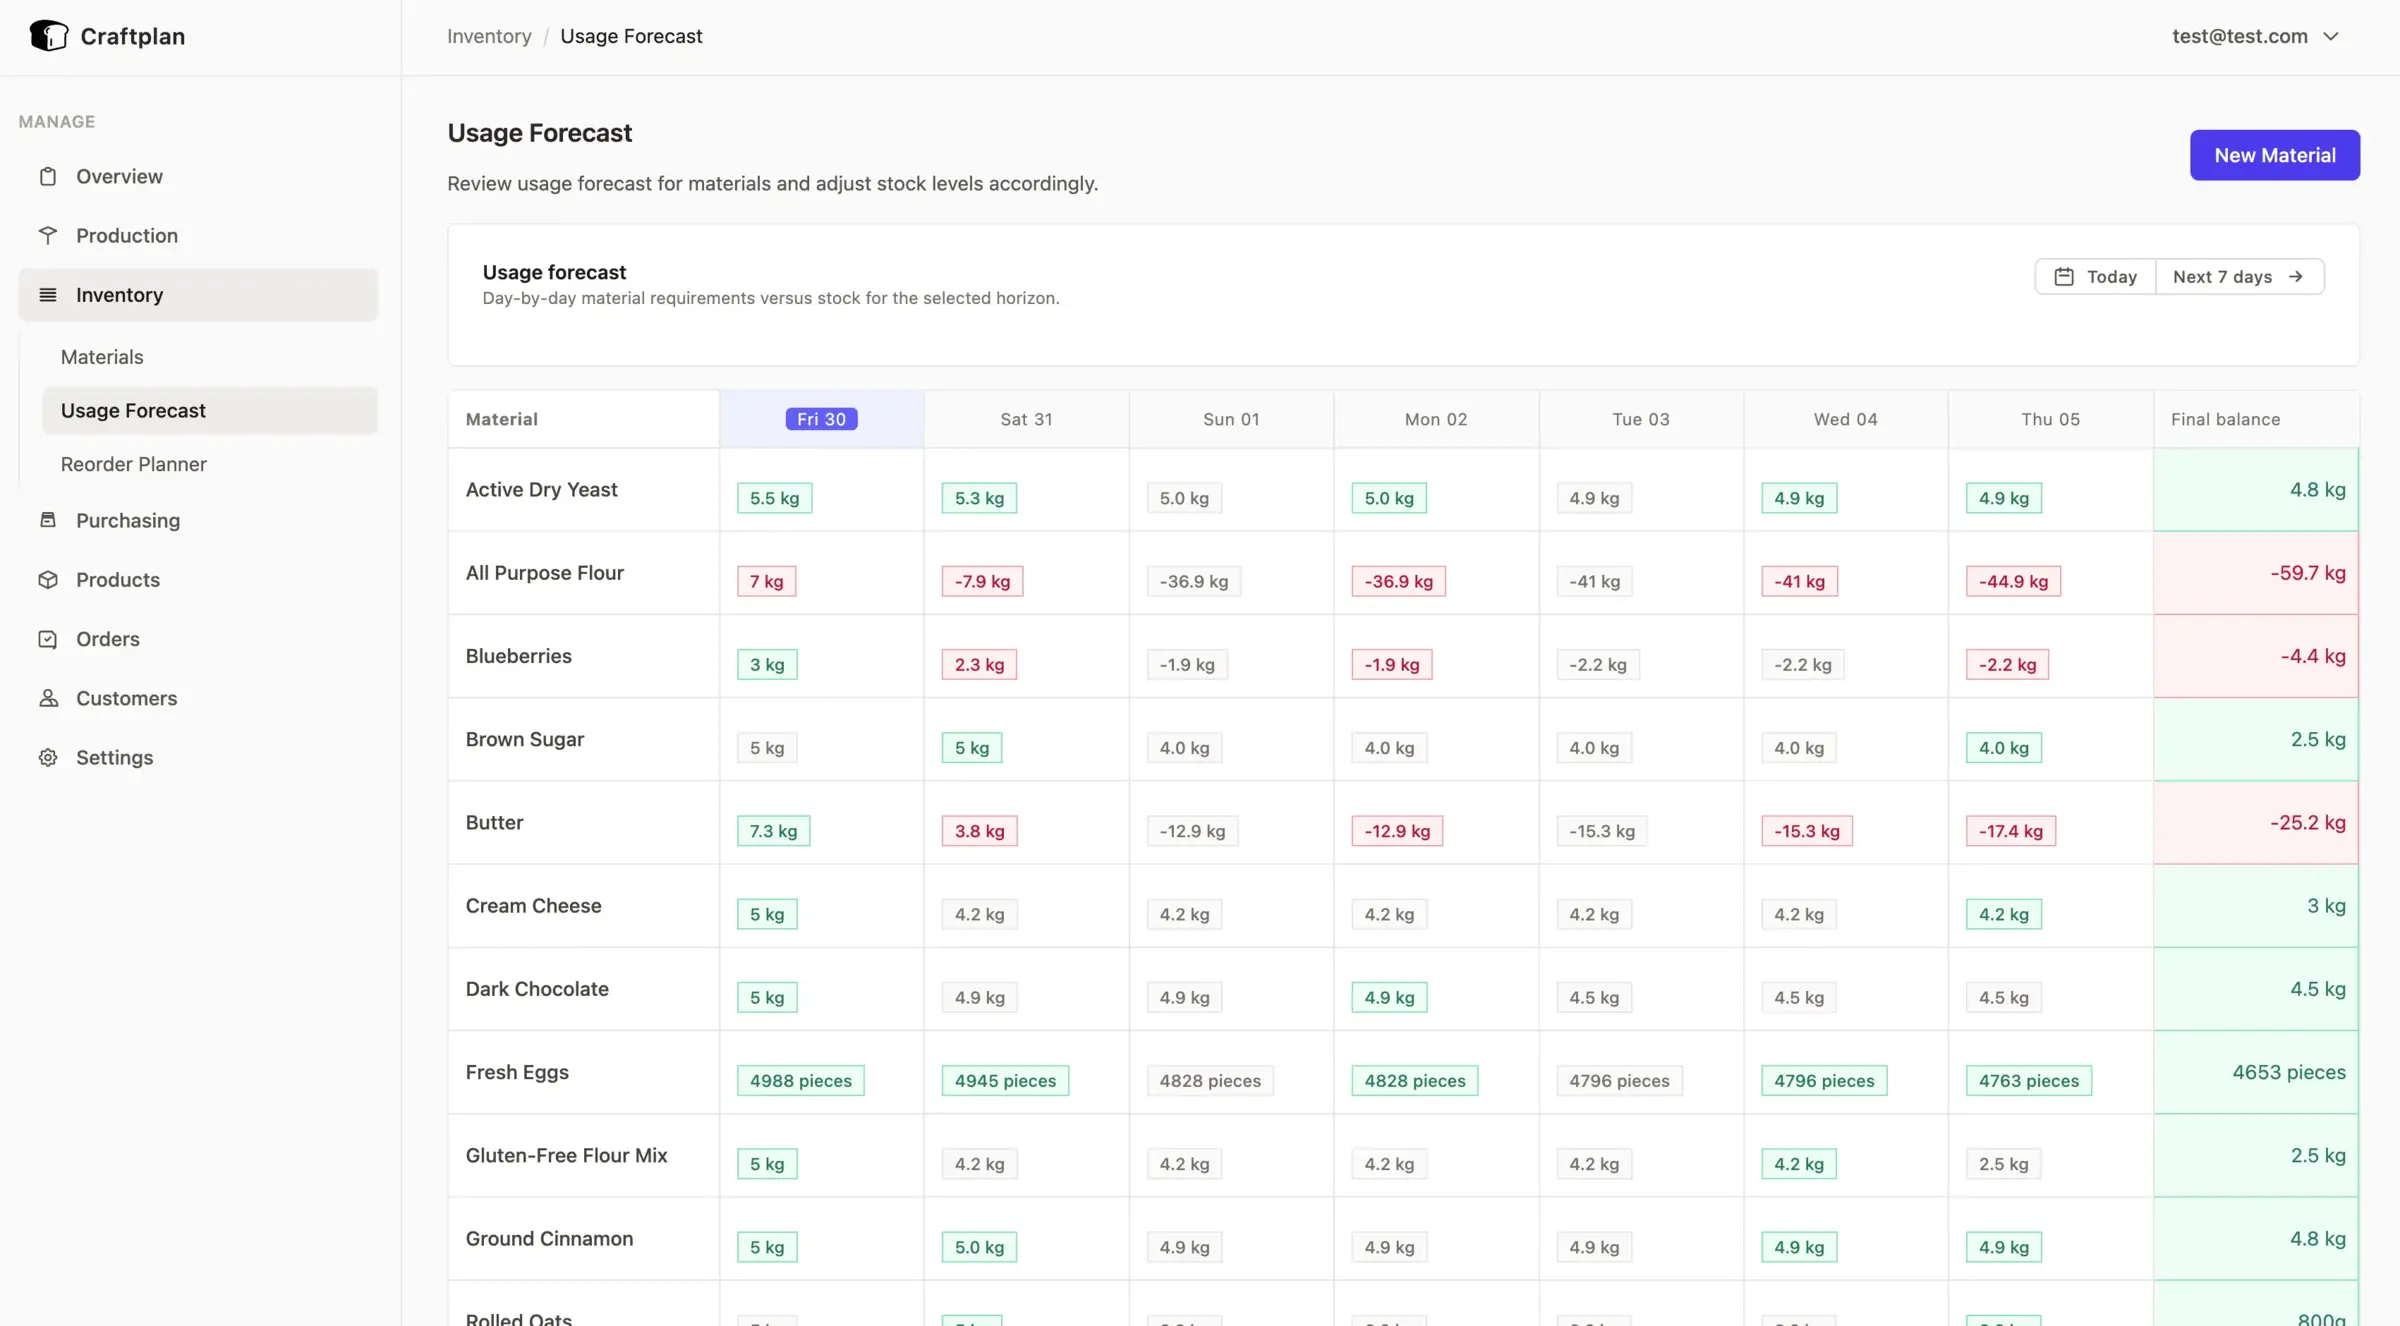 Craftplan
Inventory / Usage Forecast
test@test.com
MANAGE
Overview
Production
Inventory
Materials
Usage Forecast
Reorder Planner
Purchasing
Products
Orders
Customers
Settings
Usage Forecast
Review usage forecast for materials and adjust stock levels accordingly.
New Material
Usage forecast
Day-by-day material requirements versus stock for the selected horizon.
Today
Next 7 days →
Material Fri 30 Sat 31 Sun 01 Mon 02 Tue 03 Wed 04 Thu 05 Final balance
Active Dry Yeast 5.5 kg 5.3 kg 5.0 kg 5.0 kg 4.9 kg 4.9 kg 4.9 kg 4.8 kg
All Purpose Flour 7 kg -7.9 kg -36.9 kg -36.9 kg -41 kg -41 kg -44.9 kg -59.7 kg
Blueberries 3 kg 2.3 kg -1.9 kg -1.9 kg -2.2 kg -2.2 kg -2.2 kg -4.4 kg
Brown Sugar 5 kg 5 kg 4.0 kg 4.0 kg 4.0 kg 4.0 kg 4.0 kg 2.5 kg
Butter 7.3 kg 3.8 kg -12.9 kg -12.9 kg -15.3 kg -15.3 kg -17.4 kg -25.2 kg
Cream Cheese 5 kg 4.2 kg 4.2 kg 4.2 kg 4.2 kg 4.2 kg 4.2 kg 3 kg
Dark Chocolate 5 kg 4.9 kg 4.9 kg 4.9 kg 4.5 kg 4.5 kg 4.5 kg 4.5 kg
Fresh Eggs 4988 pieces 4945 pieces 4828 pieces 4828 pieces 4796 pieces 4796 pieces 4763 pieces 4653 pieces
Gluten-Free Flour Mix 5 kg 4.2 kg 4.2 kg 4.2 kg 4.2 kg 4.2 kg 2.5 kg 2.5 kg
Ground Cinnamon 5 kg 5.0 kg 4.9 kg 4.9 kg 4.9 kg 4.9 kg 4.9 kg 4.8 kg
Rolled Oats 800g